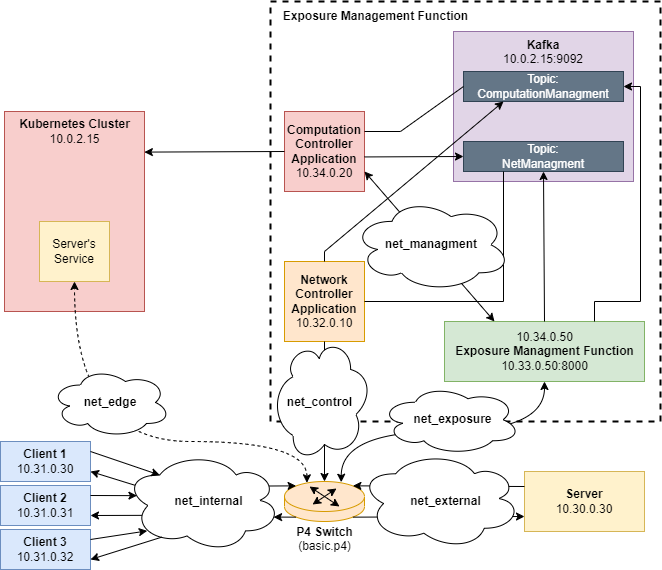 Exposure Management Function
Kafka
10.0.2.15:9092
Topic:
ComputationManagment
Topic:
NetManagment
Kubernetes Cluster
10.0.2.15
Server's
Service
Computation
Controller
Application
10.34.0.20
net_managment
Network
Controller
Application
10.32.0.10
10.34.0.50
Exposure Managment Function
10.33.0.50:8000
net_edge
net_control
net_exposure
Client 1
10.31.0.30
Client 2
10.31.0.31
Client 3
10.31.0.32
net_internal
P4 Switch
(basic.p4)
net_external
Server
10.30.0.30